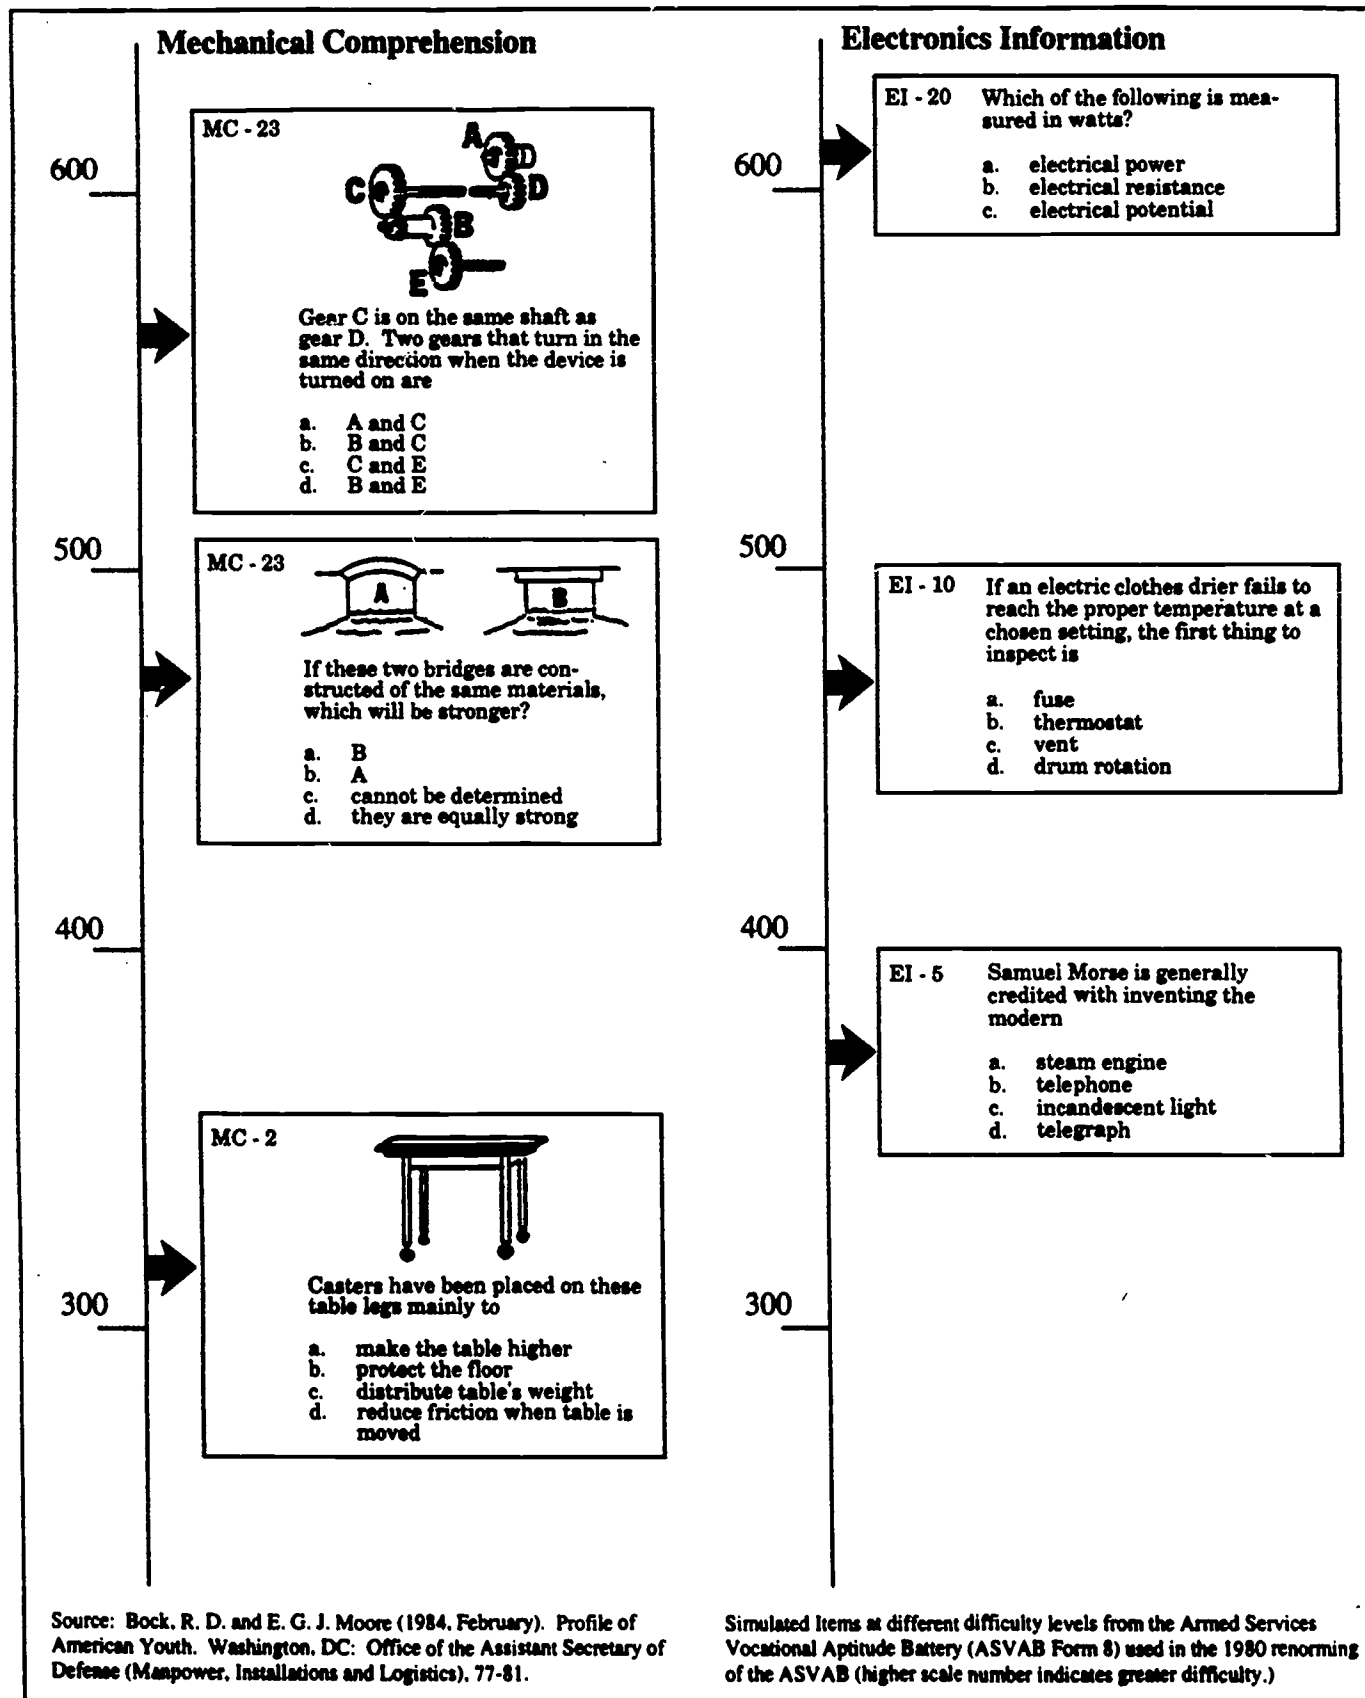 Mechanical Comprehension
600
500
400
300
MC - 23
A
D
C
D
B
E
Gear C is on the same shaft as
gear D. Two gears that turn in the
same direction when the device is
turned on are
a. A and C
b. B and C
c. C and E
d. B and E
MC - 23
A
B
If these two bridges are con-
structed of the same materials,
which will be stronger?
a. B
b. A
c. cannot be determined
d. they are equally strong
MC - 2
Casters have been placed on these
table legs mainly to
a. make the table higher
b. protect the floor
c. distribute table's weight
d. reduce friction when table is
moved
Source: Bock, R. D. and E. G. J. Moore (1984, February). Profile of
American Youth. Washington, DC: Office of the Assistant Secretary of
Defense (Manpower, Installations and Logistics), 77-81.
Electronics Information
600
500
400
300
EI - 20 Which of the following is mea-
sured in watts?
a. electrical power
b. electrical resistance
c. electrical potential
EI - 10 If an electric clothes drier fails to
reach the proper temperature at a
chosen setting, the first thing to
inspect is
a. fuse
b. thermostat
c. vent
d. drum rotation
EI - 5 Samuel Morse is generally
credited with inventing the
modern
a. steam engine
b. telephone
c. incandescent light
d. telegraph
Simulated Items at different difficulty levels from the Armed Services
Vocational Aptitude Battery (ASVAB Form 8) used in the 1980 renorming
of the ASVAB (higher scale number indicates greater difficulty.)